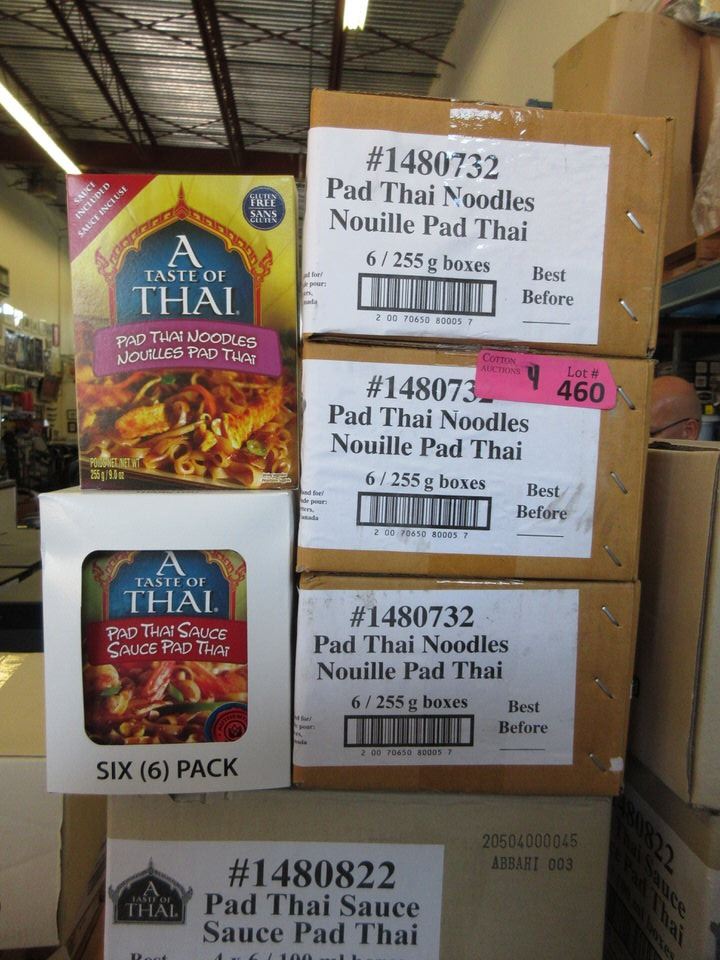 SAUCE
INCLUDED
SAUCE INCLUSE
GLUTEN
FREE
SANS
GLUTEN
A
TASTE OF
THAI
PAD THAI NOODLES
NOUILLES PAD THAI
POIDS NET/NET WT
255 g / 9.0 oz
A
TASTE OF
THAI
PAD THAI SAUCE
SAUCE PAD THAI
SIX (6) PACK
#1480732
Pad Thai Noodles
Nouille Pad Thai
6 / 255 g boxes
Best
Before
2 00 70650 80005 7
COTTON
AUCTIONS
4
Lot #
460
#148073
Pad Thai Noodles
Nouille Pad Thai
6 / 255 g boxes
Best
Before
2 00 70650 80005 7
#1480732
Pad Thai Noodles
Nouille Pad Thai
6 / 255 g boxes
Best
Before
2 00 70650 80005 7
A
TASTE OF
THAI
#1480822
Pad Thai Sauce
Sauce Pad Thai
20504000045
ABBAHI 003
80822
Thai Sauce
Pad Thai